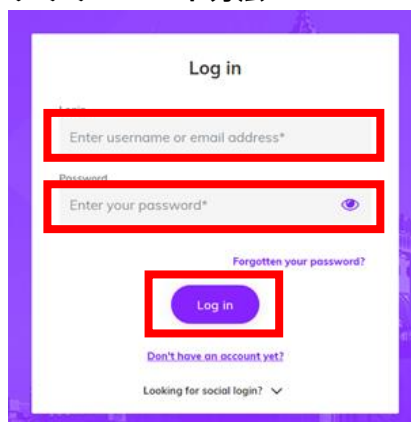 Log in
Enter username or email address*
Password
Enter your password*
Forgotten your password?
Log in
Don't have an account yet?
Looking for social login?